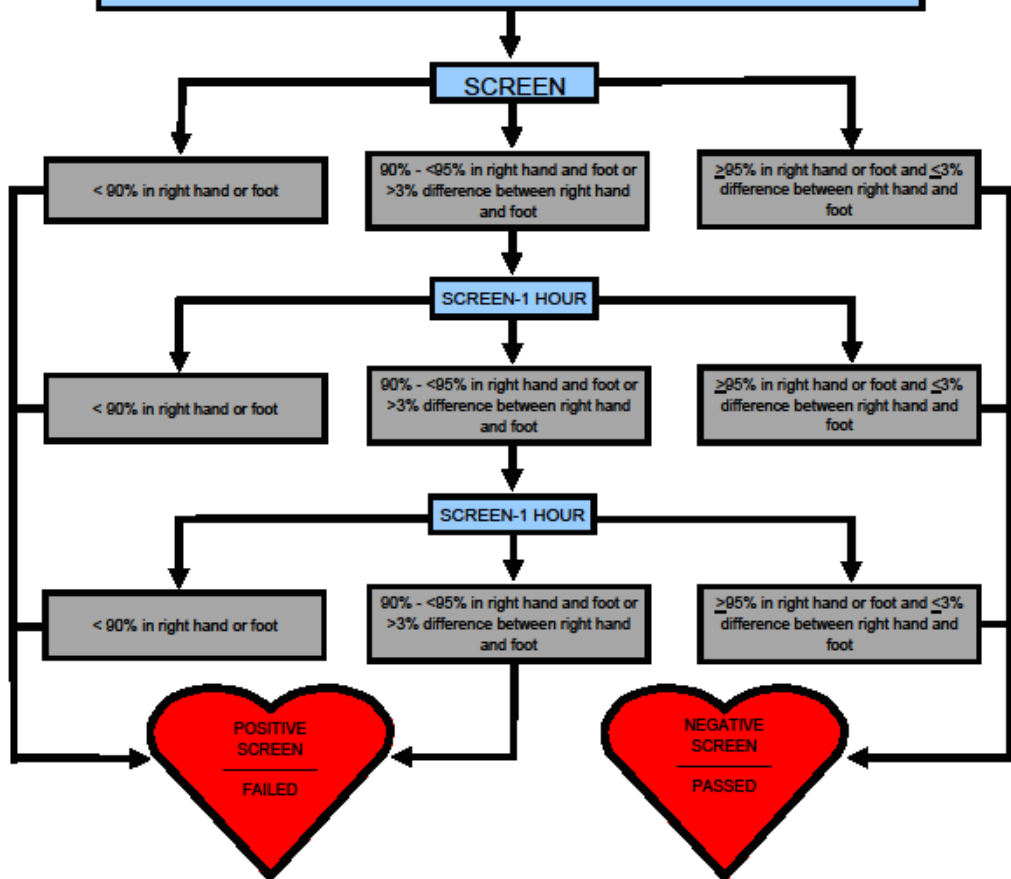 SCREEN
< 90% in right hand or foot
90% - <95% in right hand and foot or
>3% difference between right hand
and foot
≥95% in right hand or foot and ≤3%
difference between right hand and
foot
SCREEN-1 HOUR
< 90% in right hand or foot
90% - <95% in right hand and foot or
>3% difference between right hand
and foot
≥95% in right hand or foot and ≤3%
difference between right hand and
foot
SCREEN-1 HOUR
< 90% in right hand or foot
90% - <95% in right hand and foot or
>3% difference between right hand
and foot
≥95% in right hand or foot and ≤3%
difference between right hand and
foot
POSITIVE
SCREEN
FAILED
NEGATIVE
SCREEN
PASSED